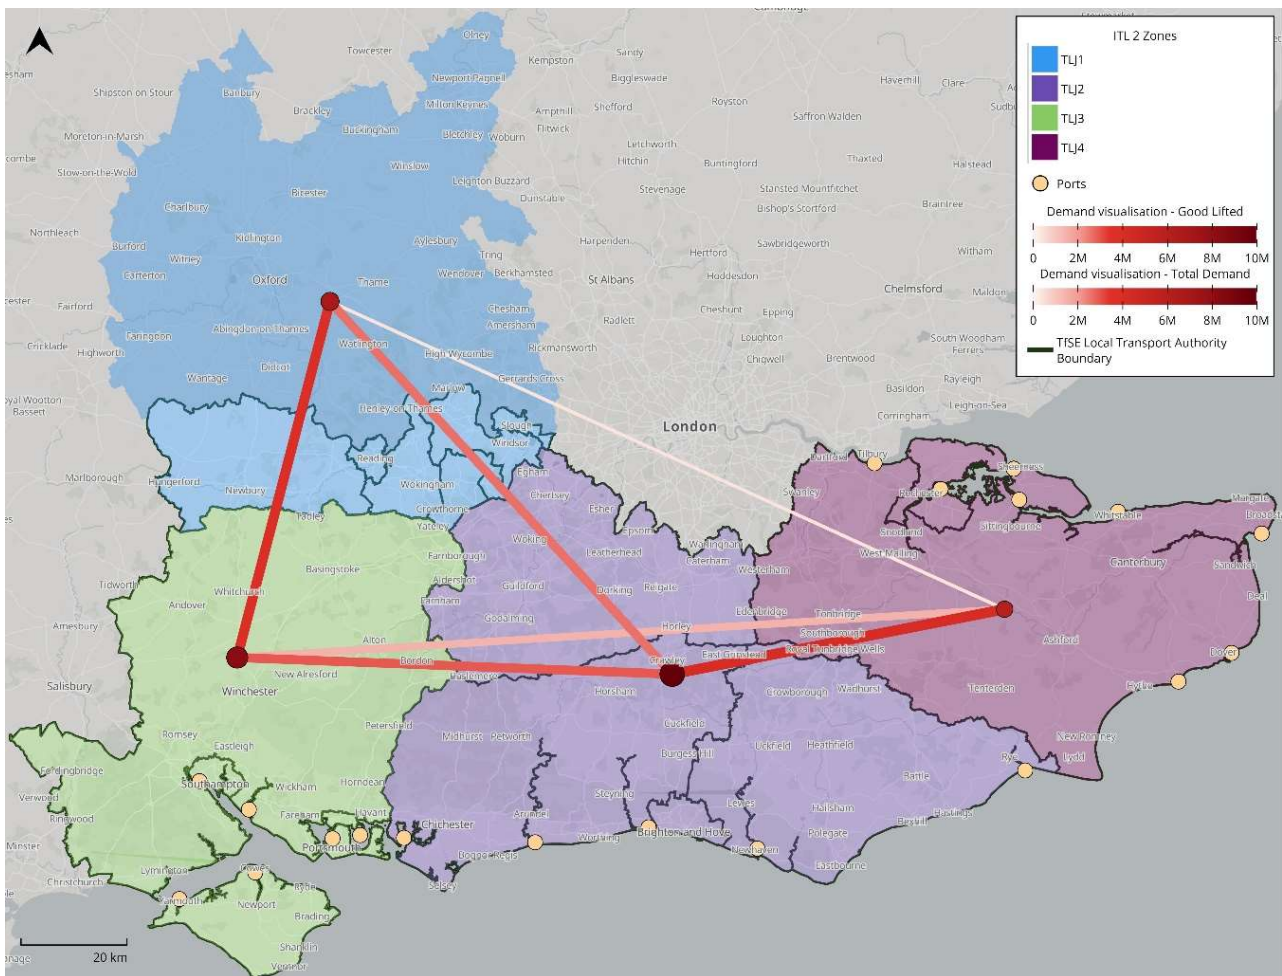 ITL 2 Zones
TLJ1
TLJ2
TLJ3
TLJ4
Ports
Demand visualisation - Good Lifted
0 2M 4M 6M 8M 10M
Demand visualisation - Total Demand
0 2M 4M 6M 8M 10M
TfSE Local Transport Authority
Boundary
Olney
Towcester
Sandy
Kempston
Biggleswade
Newport Pagnell
Haverhill
Clare
Shipston on Stour
Banbury
Brackley
Milton Keynes
Ampthill
Shefford
Royston
Saffron Walden
Buckingham
Bletchley
Woburn
Flitwick
Moreton-in-Marsh
Letchworth
Hitchin
Buntingford
Thaxted
Halstead
Winslow
Stow-on-the-Wold
Leighton Buzzard
Stevenage
Stansted Mountfitchet
Bicester
Dunstable
Bishop's Stortford
Braintree
Charlbury
Northleach
Kidlington
Aylesbury
Harpenden
Sawbridgeworth
Burford
Witney
Tring
Hertford
Witham
Carterton
Wendover
Berkhamsted
Hoddesdon
Oxford
Thame
St Albans
Chelmsford
Maldon
Fairford
Chesham
Cheshunt
Epping
Amersham
Radlett
Abingdon-on-Thames
Faringdon
Loughton
South Woodham
Ferrers
Cricklade
Highworth
Watlington
High Wycombe
Rickmansworth
Chigwell
Brentwood
Didcot
Wantage
Gerrards Cross
Rayleigh
Basildon
Marlow
Leigh-on-Sea
Royal Wootton
Bassett
Henley on Thames
Corringham
Slough
London
Windsor
Reading
Dartford
Tilbury
Marlborough
Hungerford
Egham
Sheerness
Newbury
Wokingham
Chertsey
Swanley
Rochester
Crowthorne
Esher
Margate
Tadley
Yateley
Epsom
Whitstable
Broadsta
Sittingbourne
Snodland
Woking
Warlingham
Farnborough
Leatherhead
Caterham
West Malling
Basingstoke
Westerham
Canterbury
Sandwich
Tidworth
Aldershot
Guildford
Dorking
Reigate
Whitchurch
Farnham
Deal
Andover
Godalming
Edenbridge
Tonbridge
Amesbury
Horley
Southborough
Alton
Ashford
Royal Tunbridge Wells
East Grinstead
Bordon
Crawley
Dover
New Alresford
Haslemere
Hythe
Salisbury
Winchester
Horsham
Crowborough
Wadhurst
Tenterden
Petersfield
Cuckfield
Romsey
Midhurst
Petworth
New Romney
Eastleigh
Burgess Hill
Uckfield
Heathfield
Rye
Lydd
Fordingbridge
Battle
Southampton
Wickham
Horndean
Steyning
Verwood
Lewes
Hailsham
Hastings
Ringwood
Fareham
Havant
Arundel
Bexhill
Chichester
Worthing
Brighton and Hove
Polegate
Portsmouth
Newhaven
Bognor Regis
Eastbourne
Lymington
Cowes
Christchurch
Selsey
Ryde
Yarmouth
Newport
Brading
Shanklin
Ventnor
20 km